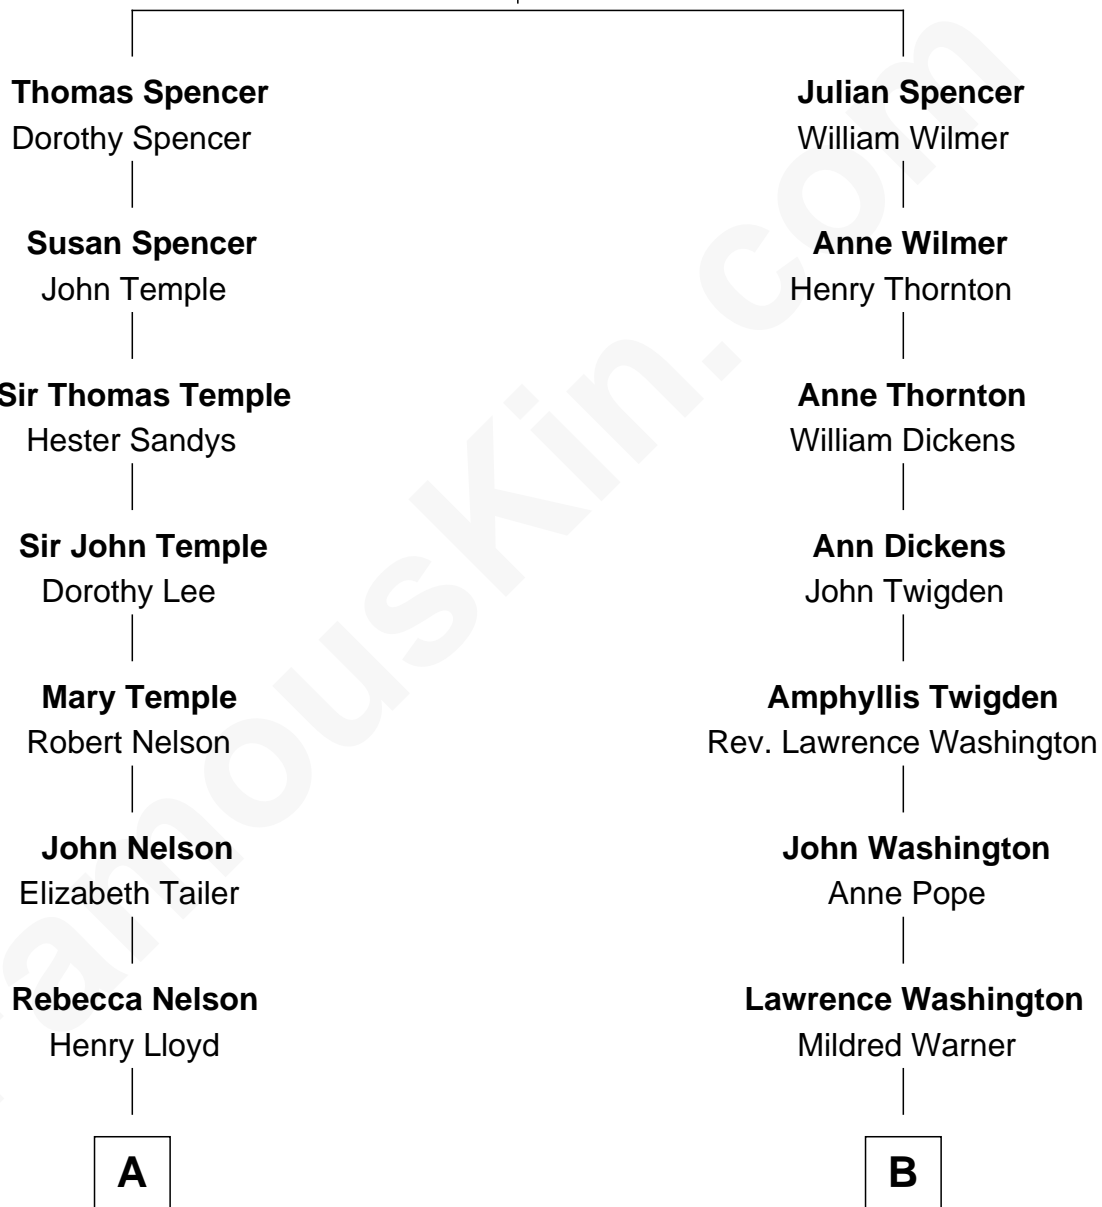 Thomas Spencer
Dorothy Spencer
Julian Spencer
William Wilmer
Susan Spencer
John Temple
Anne Wilmer
Henry Thornton
Sir Thomas Temple
Hester Sandys
Anne Thornton
William Dickens
Sir John Temple
Dorothy Lee
Ann Dickens
John Twigden
Mary Temple
Robert Nelson
Amphyllis Twigden
Rev. Lawrence Washington
John Nelson
Elizabeth Tailer
John Washington
Anne Pope
Rebecca Nelson
Henry Lloyd
Lawrence Washington
Mildred Warner
A
B
famousKin.com